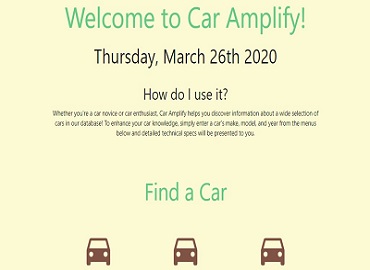 Welcome to Car Amplify!
Thursday, March 26th 2020
How do I use it?
Whether you're a car novice or car enthusiast, Car Amplify helps you discover information about a wide selection of
cars in our database! To enhance your car knowledge, simply enter a car's make, model, and year from the menus
below and detailed technical specs will be presented to you.
Find a Car